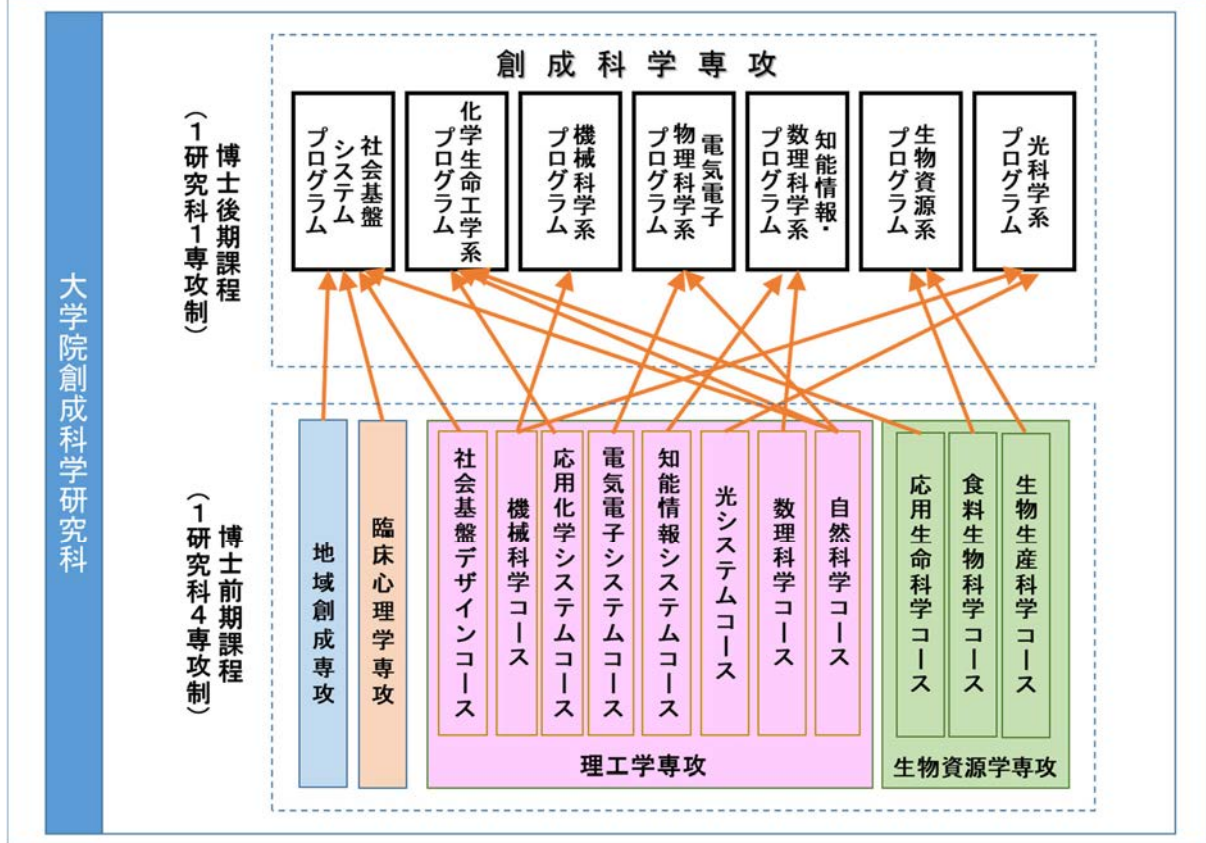 大学院創成科学研究科
博士後期課程
（１研究科１専攻制）
創成科学専攻
社会基盤
システム
プログラム
化学生命工学系
プログラム
機械科学系
プログラム
電気電子
物理科学系
プログラム
知能情報・
数理科学系
プログラム
生物資源系
プログラム
光科学系
プログラム
博士前期課程
（１研究科４専攻制）
地域創成専攻
臨床心理学専攻
社会基盤デザインコース
機械科学コース
応用化学システムコース
電気電子システムコース
知能情報システムコース
光システムコース
数理科学コース
自然科学コース
理工学専攻
応用生命科学コース
食料生物科学コース
生物生産科学コース
生物資源学専攻